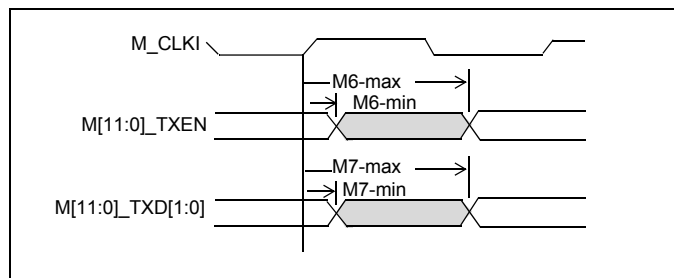 M_CLKI
M6-max
M6-min
M[11:0]_TXEN
M7-max
M7-min
M[11:0]_TXD[1:0]